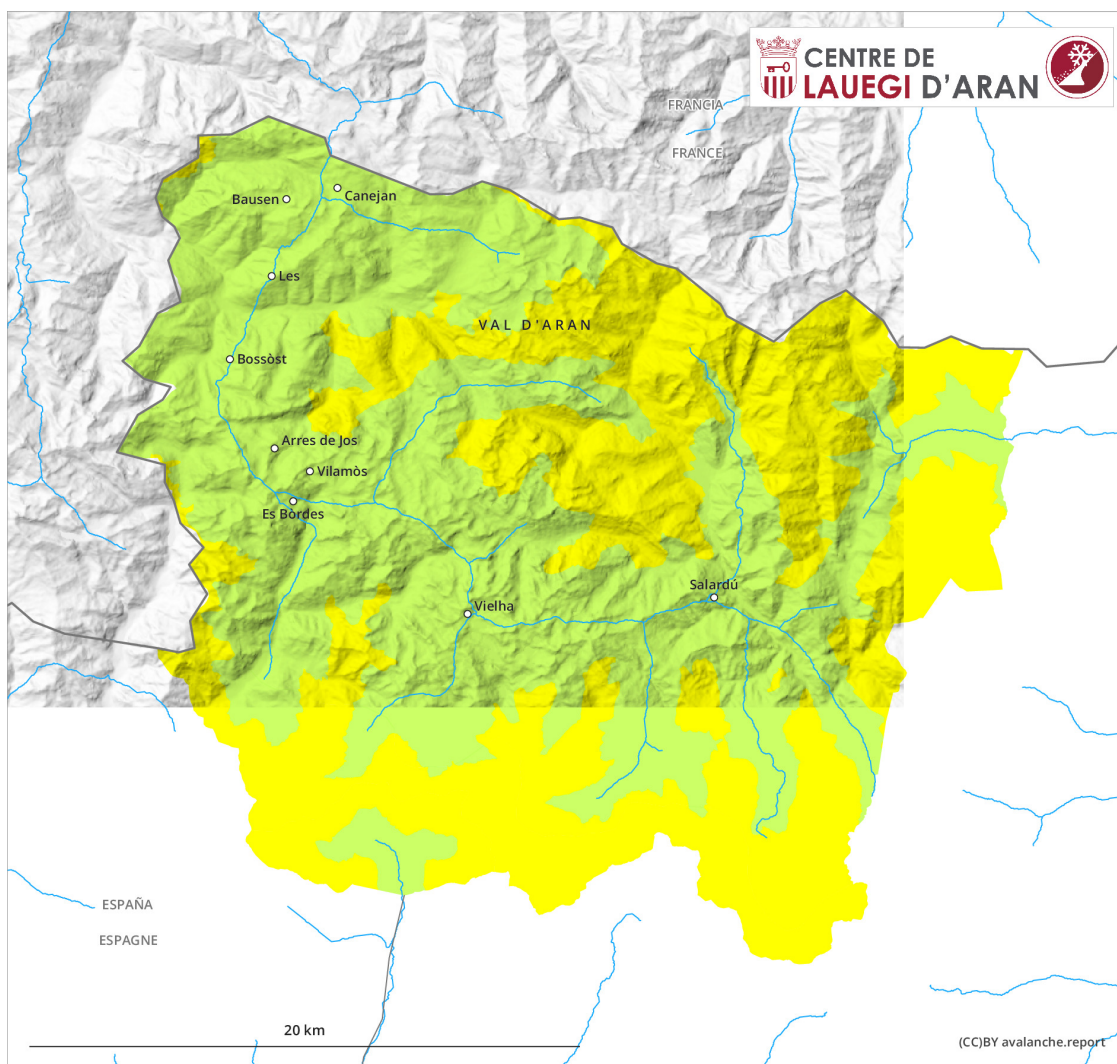 CENTRE DE
LAUEGI D'ARAN
FRANCIA
FRANCE
Bausen
Canejan
Les
VAL D'ARAN
Bossòst
Arres de Jos
Vilamòs
Es Bòrdes
Salardú
Vielha
ESPAÑA
ESPAGNE
20 km
(CC)BY avalanche.report